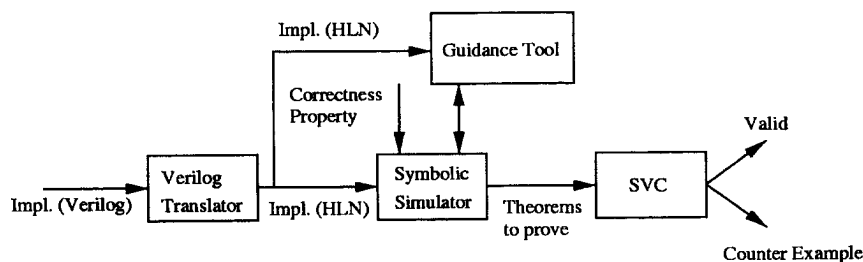 Impl. (HLN)
Guidance Tool
Correctness
Property
Valid
Verilog
Translator
Symbolic
Simulator
SVC
Impl. (Verilog)
Impl. (HLN)
Theorems
to prove
Counter Example